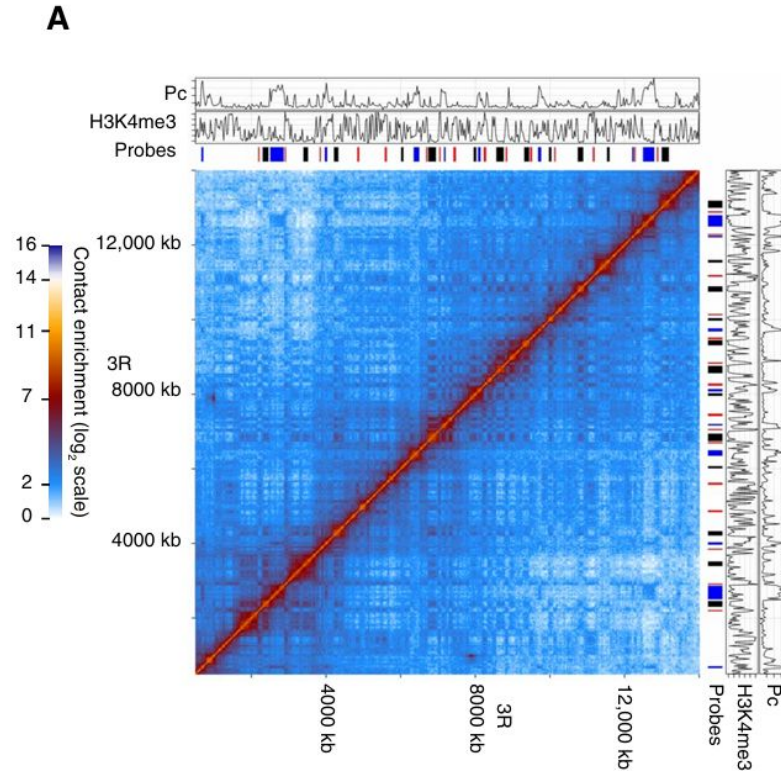 A
Pc
H3K4me3
Probes
16
14
11
7
2
0
Contact enrichment (log₂ scale)
12,000 kb
3R
8000 kb
4000 kb
4000 kb
8000 kb
3R
12,000 kb
Probes
H3K4me3
Pc